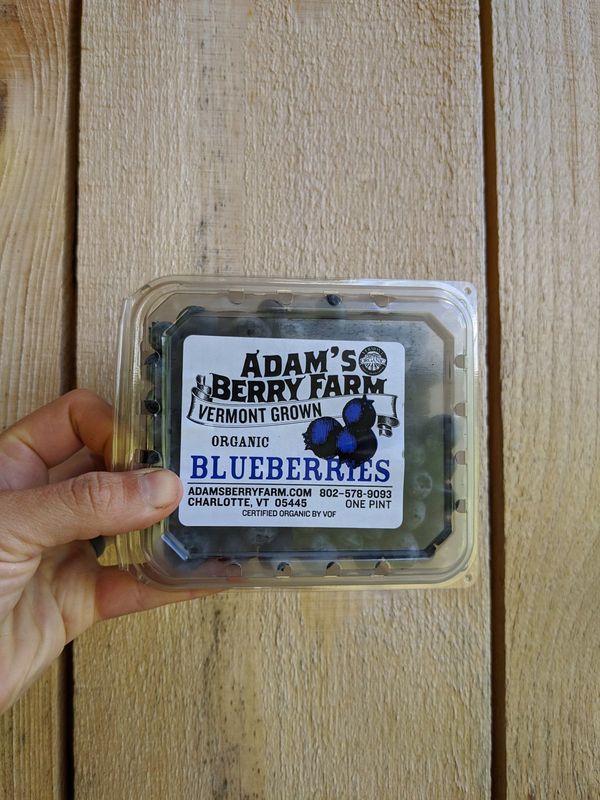 ADAM'S
BERRY FARM
VERMONT GROWN
ORGANIC
BLUEBERRIES
ADAMSBERRYFARM.COM 802-578-9093
CHARLOTTE, VT 05445 ONE PINT
CERTIFIED ORGANIC BY VOF